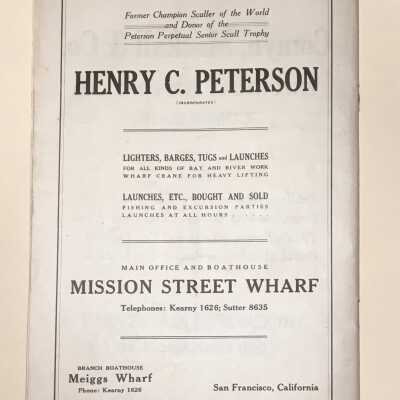 Former Champion Sculler of the World
and Donor of the
Peterson Perpetual Senior Scull Trophy
HENRY C. PETERSON
(INCORPORATED)
LIGHTERS, BARGES, TUGS and LAUNCHES
FOR ALL KINDS OF BAY AND RIVER WORK
WHARF CRANE FOR HEAVY LIFTING
LAUNCHES, ETC., BOUGHT AND SOLD
FISHING AND EXCURSION PARTIES
LAUNCHES AT ALL HOURS . . . . .
MAIN OFFICE AND BOATHOUSE
MISSION STREET WHARF
Telephones: Kearny 1626; Sutter 8635
BRANCH BOATHOUSE
Meiggs Wharf
Phone: Kearny 1626
San Francisco, California